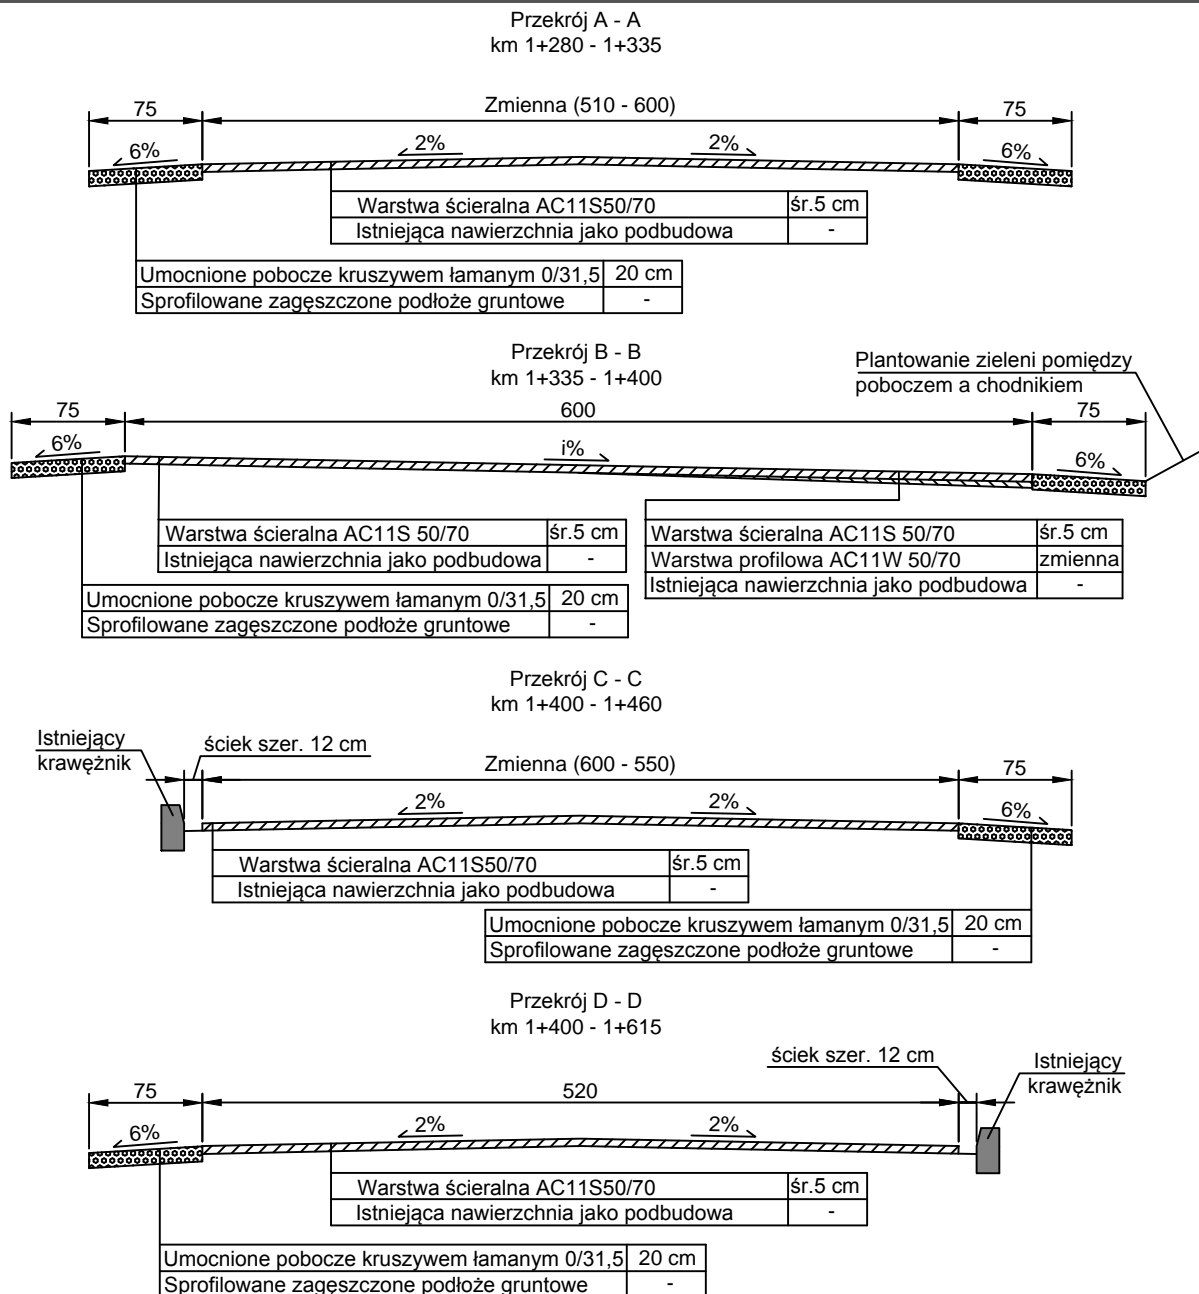 Przekrój A - A
km 1+280 - 1+335
75
Zmienna (510 - 600)
75
6%
2%
2%
6%
Warstwa ścieralna AC11S50/70 śr.5 cm
Istniejąca nawierzchnia jako podbudowa -
Umocnione pobocze kruszywem łamanym 0/31,5 20 cm
Sprofilowane zagęszczone podłoże gruntowe -
Przekrój B - B
km 1+335 - 1+400
Plantowanie zieleni pomiędzy
poboczem a chodnikiem
75
600
75
6%
i%
6%
Warstwa ścieralna AC11S 50/70 śr.5 cm
Istniejąca nawierzchnia jako podbudowa -
Warstwa ścieralna AC11S 50/70 śr.5 cm
Warstwa profilowa AC11W 50/70 zmienna
Istniejąca nawierzchnia jako podbudowa -
Umocnione pobocze kruszywem łamanym 0/31,5 20 cm
Sprofilowane zagęszczone podłoże gruntowe -
Przekrój C - C
km 1+400 - 1+460
Istniejący
krawężnik
ściek szer. 12 cm
Zmienna (600 - 550)
75
2%
2%
6%
Warstwa ścieralna AC11S50/70 śr.5 cm
Istniejąca nawierzchnia jako podbudowa -
Umocnione pobocze kruszywem łamanym 0/31,5 20 cm
Sprofilowane zagęszczone podłoże gruntowe -
Przekrój D - D
km 1+400 - 1+615
ściek szer. 12 cm
Istniejący
krawężnik
75
520
6%
2%
2%
Warstwa ścieralna AC11S50/70 śr.5 cm
Istniejąca nawierzchnia jako podbudowa -
Umocnione pobocze kruszywem łamanym 0/31,5 20 cm
Sprofilowane zagęszczone podłoże gruntowe -